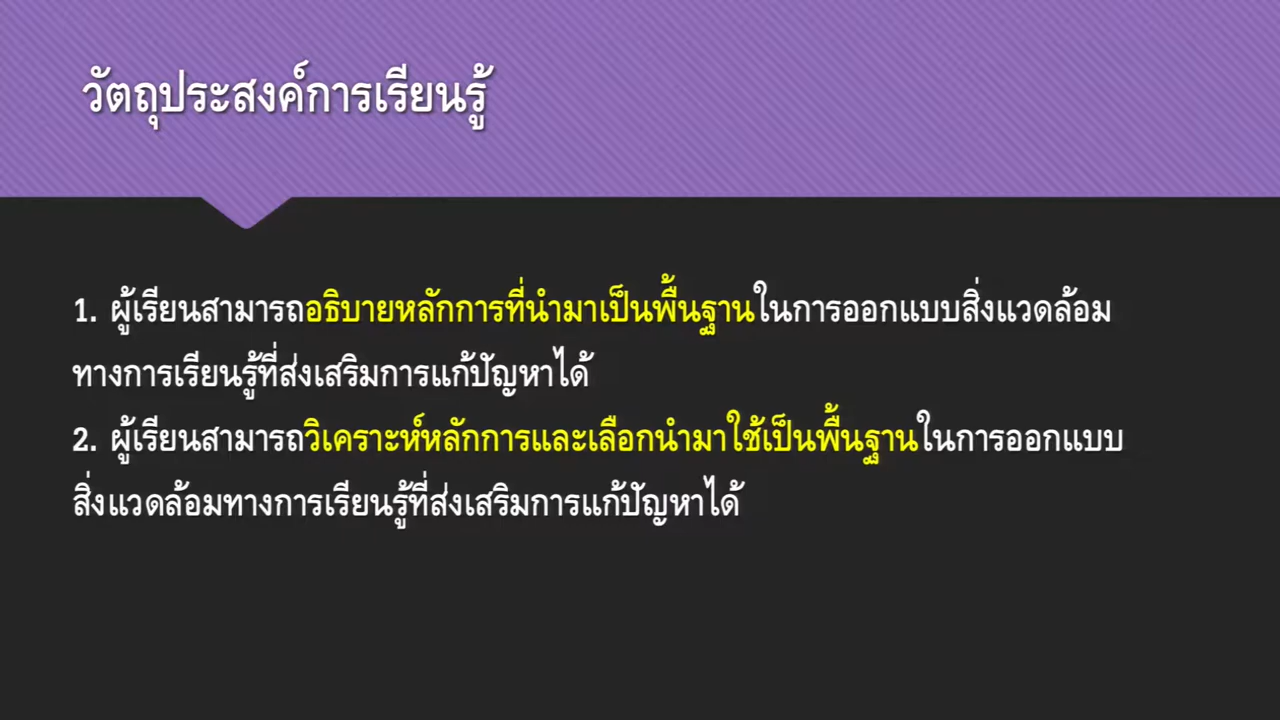 วัตถุประสงค์การเรียนรู้
1. ผู้เรียนสามารถอธิบายหลักการที่นำมาเป็นพื้นฐานในการออกแบบสิ่งแวดล้อม
ทางการเรียนรู้ที่ส่งเสริมการแก้ปัญหาได้
2. ผู้เรียนสามารถวิเคราะห์หลักการและเลือกนำมาใช้เป็นพื้นฐานในการออกแบบ
สิ่งแวดล้อมทางการเรียนรู้ที่ส่งเสริมการแก้ปัญหาได้